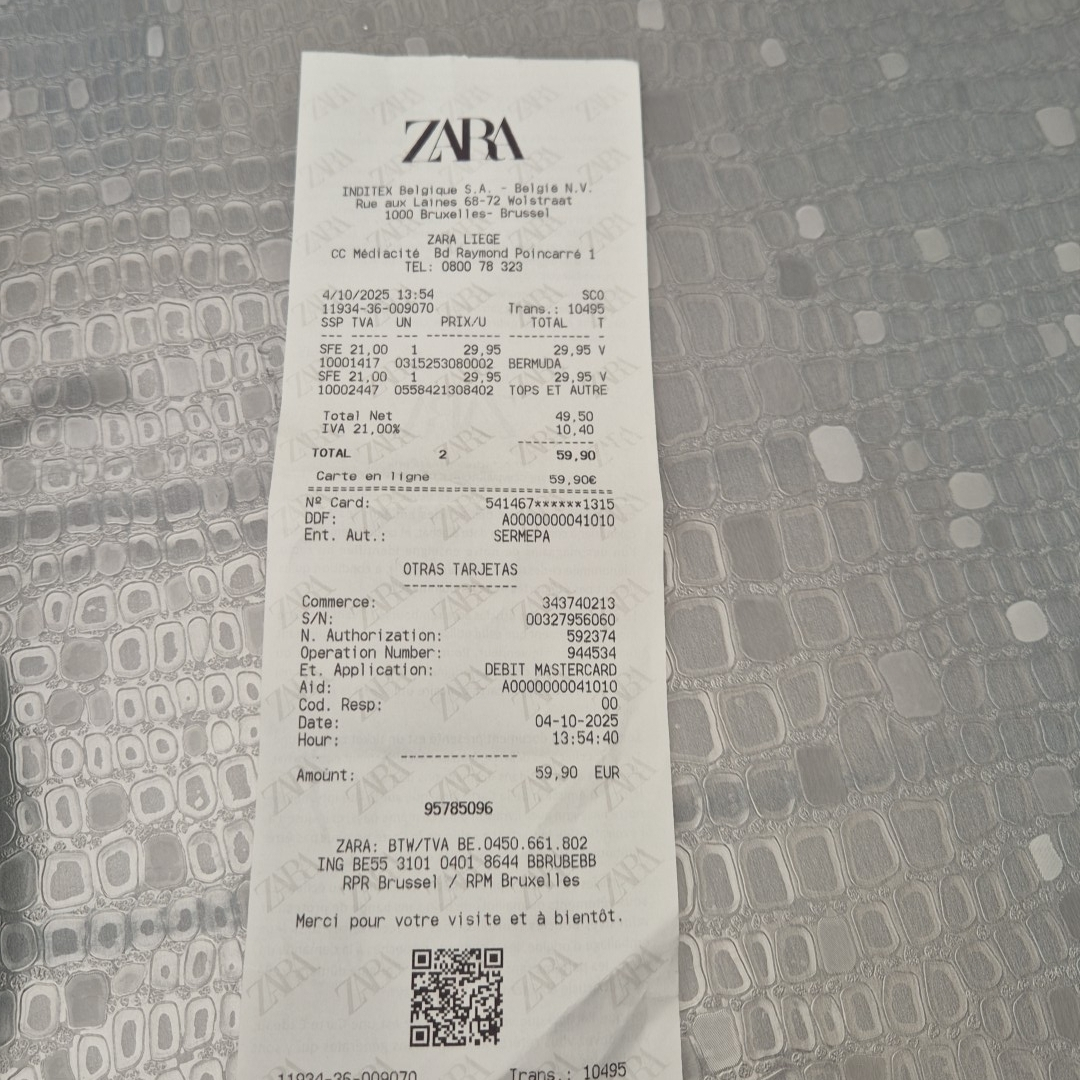 ZARA
INDITEX Belgique S.A. - België N.V.
Rue aux Laines 68-72 Wolstraat
1000 Bruxelles- Brussel
ZARA LIEGE
CC Médiacité Bd Raymond Poincarré 1
TEL: 0800 78 323
4/10/2025 13:54 SCO
11934-36-009070 Trans.: 10495
SSP TVA UN PRIX/U TOTAL T
--- --- --- ------------ ------------ -
SFE 21,00 1 29,95 29,95 V
10001417 0315253080002 BERMUDA
SFE 21,00 1 29,95 29,95 V
10002447 0558421308402 TOPS ET AUTRE
Total Net 49,50
IVA 21,00% 10,40
----------
TOTAL 2 59,90
Carte en ligne 59,90€
========================================
Nº Card: 541467******1315
DDF: A0000000041010
Ent. Aut.: SERMEPA
OTRAS TARJETAS
--------------
Commerce: 343740213
S/N: 00327956060
N. Authorization: 592374
Operation Number: 944534
Et. Application: DEBIT MASTERCARD
Aid: A0000000041010
Cod. Resp: 00
Date: 04-10-2025
Hour: 13:54:40
--------------
Amount: 59,90 EUR
95785096
ZARA: BTW/TVA BE.0450.661.802
ING BE55 3101 0401 8644 BBRUBEBB
RPR Brussel / RPM Bruxelles
Merci pour votre visite et à bientôt.
11934-36-009070 Trans.: 10495